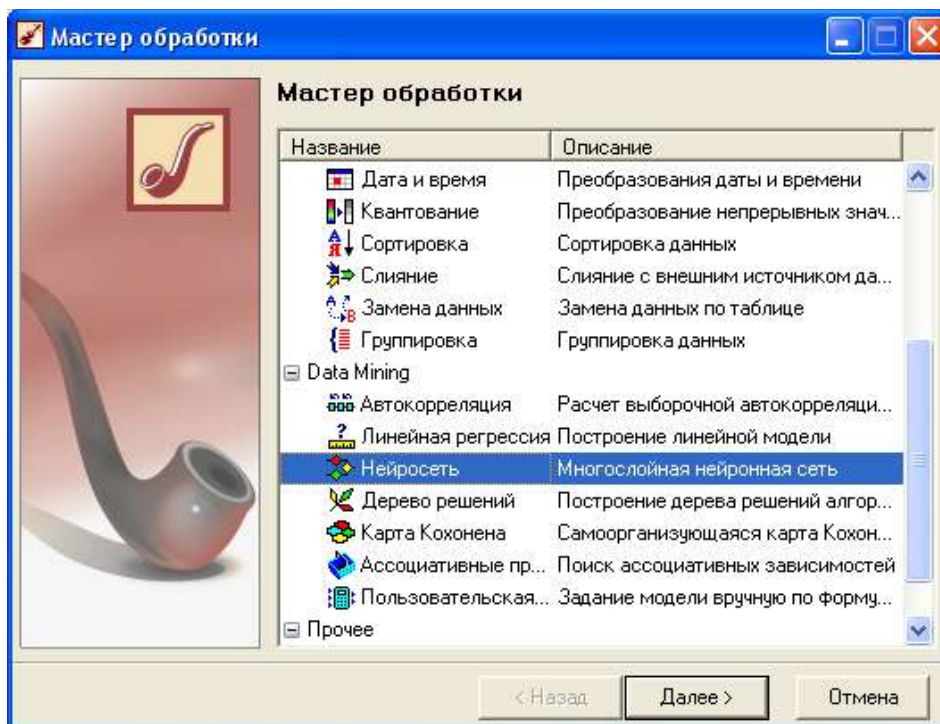 Мастер обработки
Мастер обработки
Название Описание
Дата и время Преобразования даты и времени
Квантование Преобразование непрерывных знач...
Сортировка Сортировка данных
Слияние Слияние с внешним источником да...
Замена данных Замена данных по таблице
Группировка Группировка данных
Data Mining
Автокорреляция Расчет выборочной автокорреляци...
Линейная регрессия Построение линейной модели
Нейросеть Многослойная нейронная сеть
Дерево решений Построение дерева решений алгор...
Карта Кохонена Самоорганизующаяся карта Кохон...
Ассоциативные пр... Поиск ассоциативных зависимостей
Пользовательская... Задание модели вручную по форму...
Прочее
< Назад Далее > Отмена